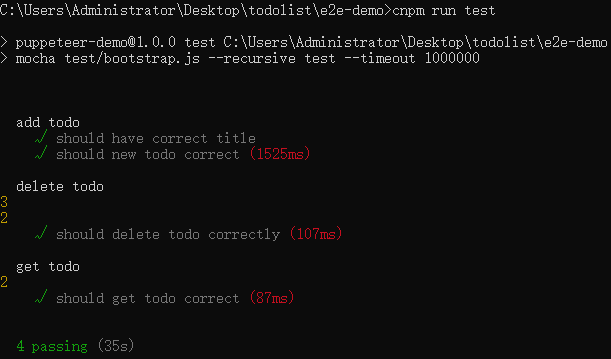 C:\Users\Administrator\Desktop\todolist\e2e-demo>cnpm run test
> puppeteer-demo@1.0.0 test C:\Users\Administrator\Desktop\todolist\e2e-demo
> mocha test/bootstrap.js --recursive test --timeout 1000000
add todo
√ should have correct title
√ should new todo correct (1525ms)
delete todo
3
2
√ should delete todo correctly (107ms)
get todo
2
√ should get todo correct (87ms)
4 passing (35s)